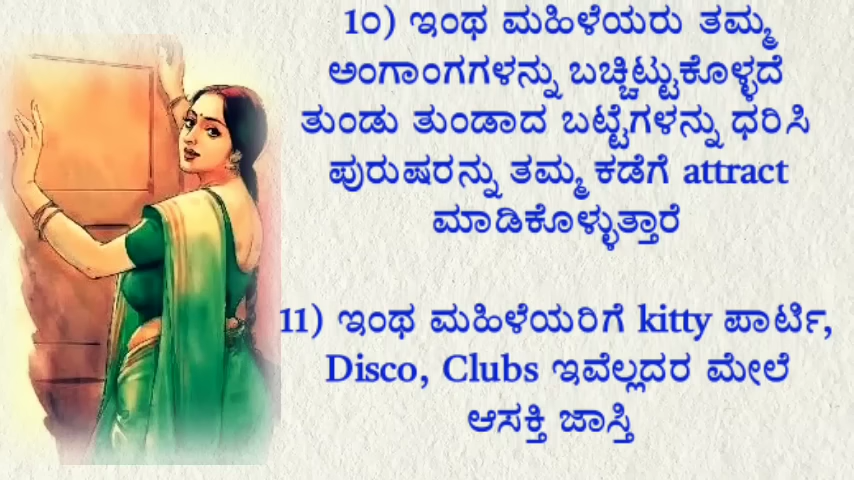 10) ಇಂಥ ಮಹಿಳೆಯರು ತಮ್ಮ
ಅಂಗಾಂಗಗಳನ್ನು ಬಚ್ಚಿಟ್ಟುಕೊಳ್ಳದೆ
ತುಂಡು ತುಂಡಾದ ಬಟ್ಟೆಗಳನ್ನು ಧರಿಸಿ
ಪುರುಷರನ್ನು ತಮ್ಮ ಕಡೆಗೆ attract
ಮಾಡಿಕೊಳ್ಳುತ್ತಾರೆ
11) ಇಂಥ ಮಹಿಳೆಯರಿಗೆ kitty ಪಾರ್ಟಿ,
Disco, Clubs ಇವೆಲ್ಲದರ ಮೇಲೆ
ಆಸಕ್ತಿ ಜಾಸ್ತಿ